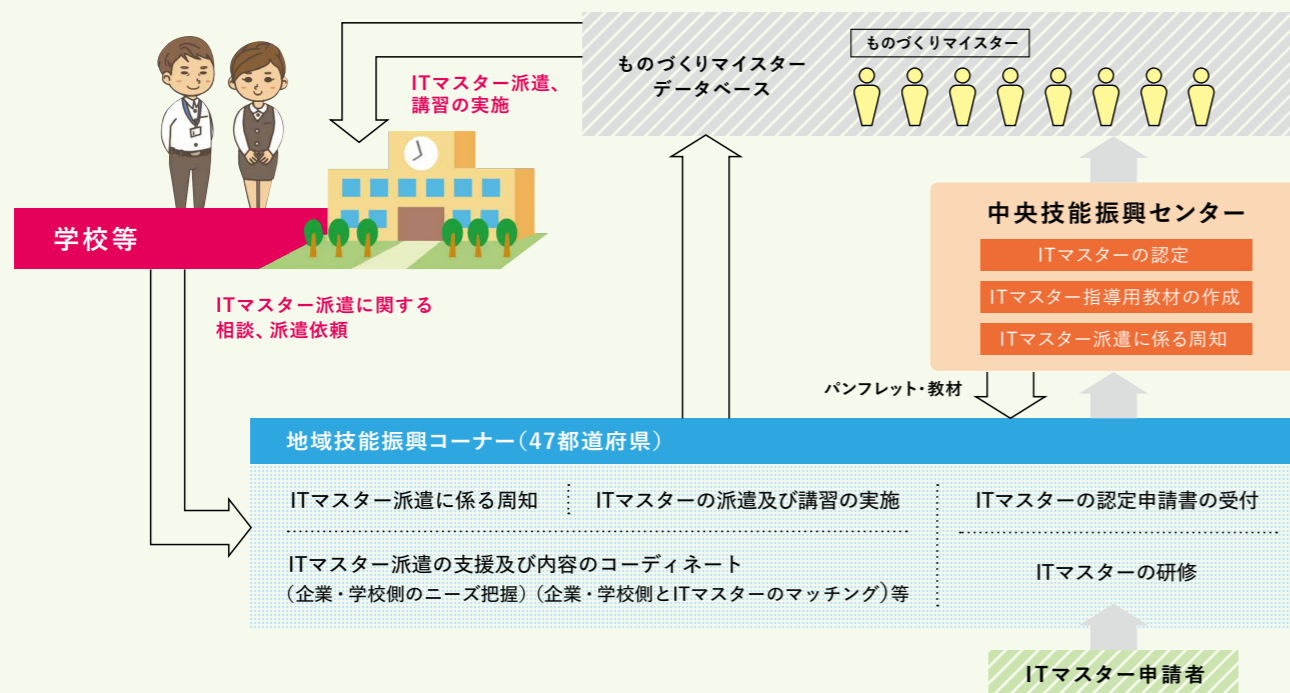 ものづくりマイスター
データベース
ものづくりマイスター
ITマスター派遣、
講習の実施
学校等
ITマスター派遣に関する
相談、派遣依頼
中央技能振興センター
ITマスターの認定
ITマスター指導用教材の作成
ITマスター派遣に係る周知
パンフレット・教材
地域技能振興コーナー（47都道府県）
ITマスター派遣に係る周知
ITマスターの派遣及び講習の実施
ITマスターの認定申請書の受付
ITマスター派遣の支援及び内容のコーディネート
（企業・学校側のニーズ把握）（企業・学校側とITマスターのマッチング）等
ITマスターの研修
ITマスター申請者